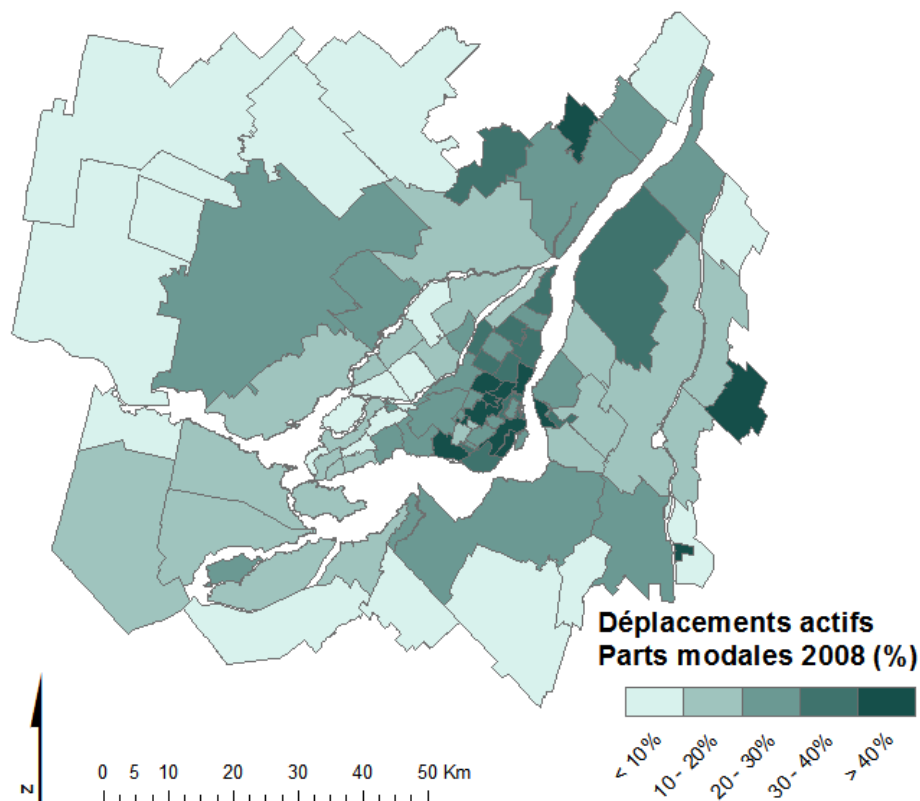 Déplacements actifs
Parts modales 2008 (%)
< 10%
10 - 20%
20 - 30%
30 - 40%
> 40%
N
0 5 10 20 30 40 50 Km